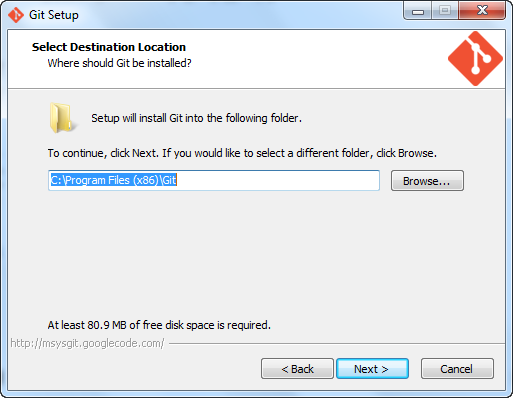 Git Setup
Select Destination Location
Where should Git be installed?
Setup will install Git into the following folder.
To continue, click Next. If you would like to select a different folder, click Browse.
C:\Program Files (x86)\Git
Browse...
At least 80.9 MB of free disk space is required.
http://msysgit.googlecode.com/
< Back
Next >
Cancel